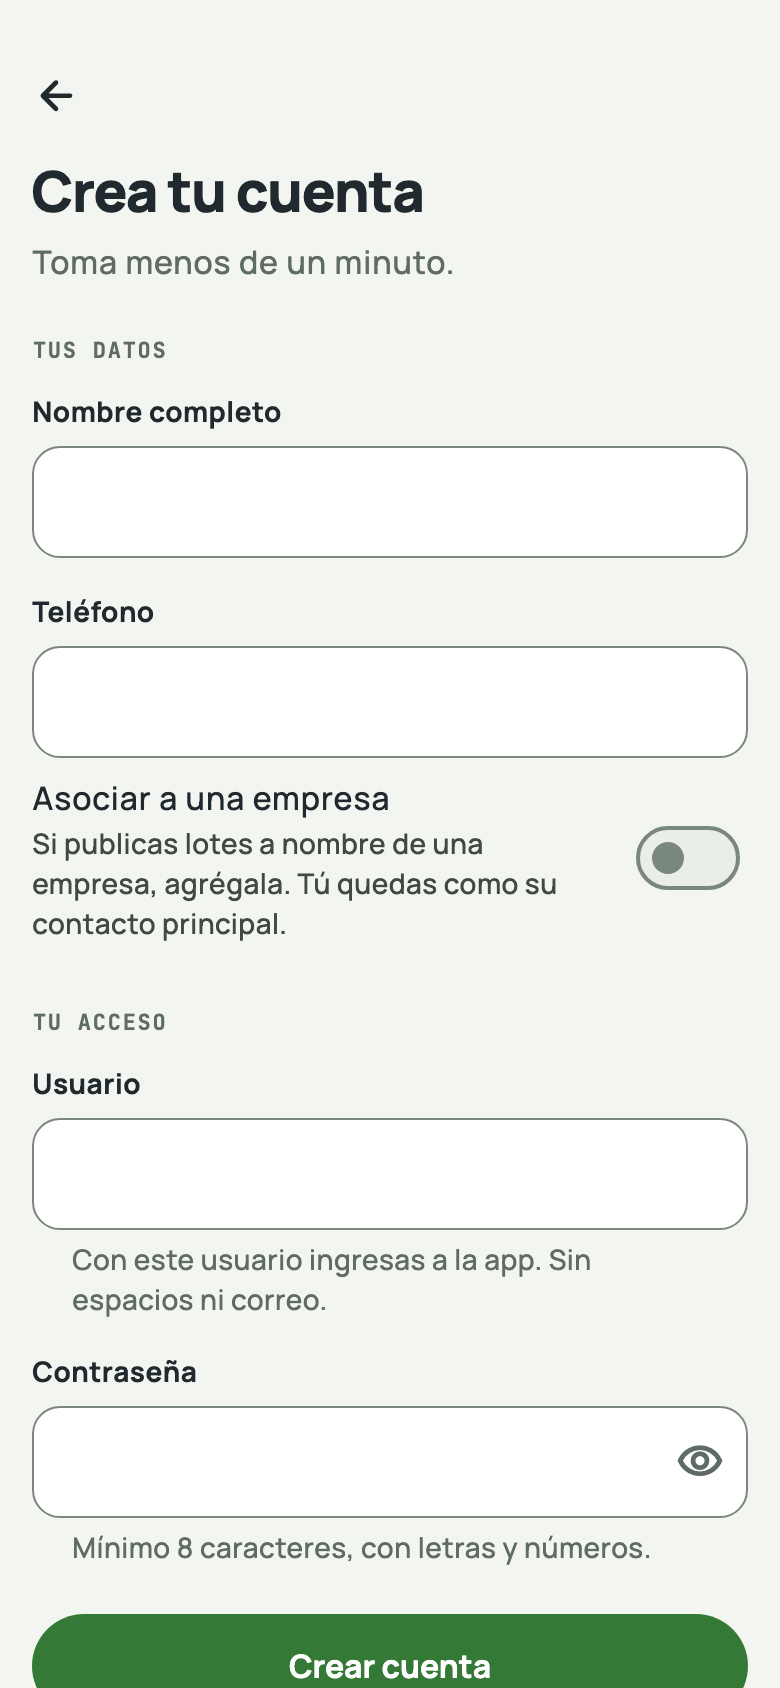 Crea tu cuenta
Toma menos de un minuto.
TUS DATOS
Nombre completo
Teléfono
Asociar a una empresa
Si publicas lotes a nombre de una
empresa, agrégala. Tú quedas como su
contacto principal.
TU ACCESO
Usuario
Con este usuario ingresas a la app. Sin
espacios ni correo.
Contraseña
Mínimo 8 caracteres, con letras y números.
Crear cuenta